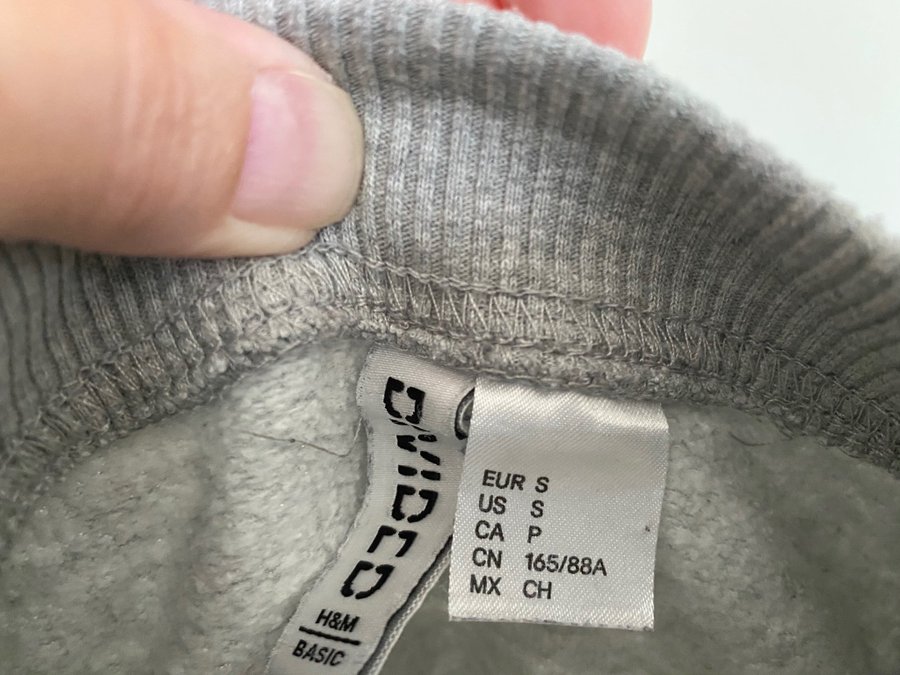 DIVIDED
H&M
BASIC
EUR S
US S
CA P
CN 165/88A
MX CH